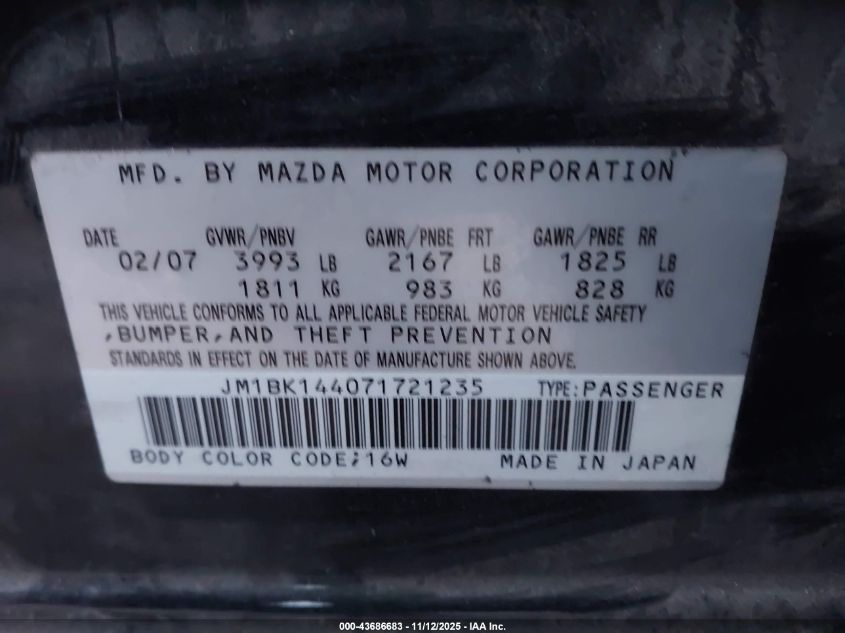 MFD. BY MAZDA MOTOR CORPORATION
DATE GVWR/PNBV GAWR/PNBE FRT GAWR/PNBE RR
02/07 3993 LB 2167 LB 1825 LB
1811 KG 983 KG 828 KG
THIS VEHICLE CONFORMS TO ALL APPLICABLE FEDERAL MOTOR VEHICLE SAFETY
,BUMPER,AND THEFT PREVENTION
STANDARDS IN EFFECT ON THE DATE OF MANUFACTURE SHOWN ABOVE.
JM1BK144071721235 TYPE:PASSENGER
BODY COLOR CODE;16W MADE IN JAPAN
000-43686683 - 11/12/2025 - IAA Inc.